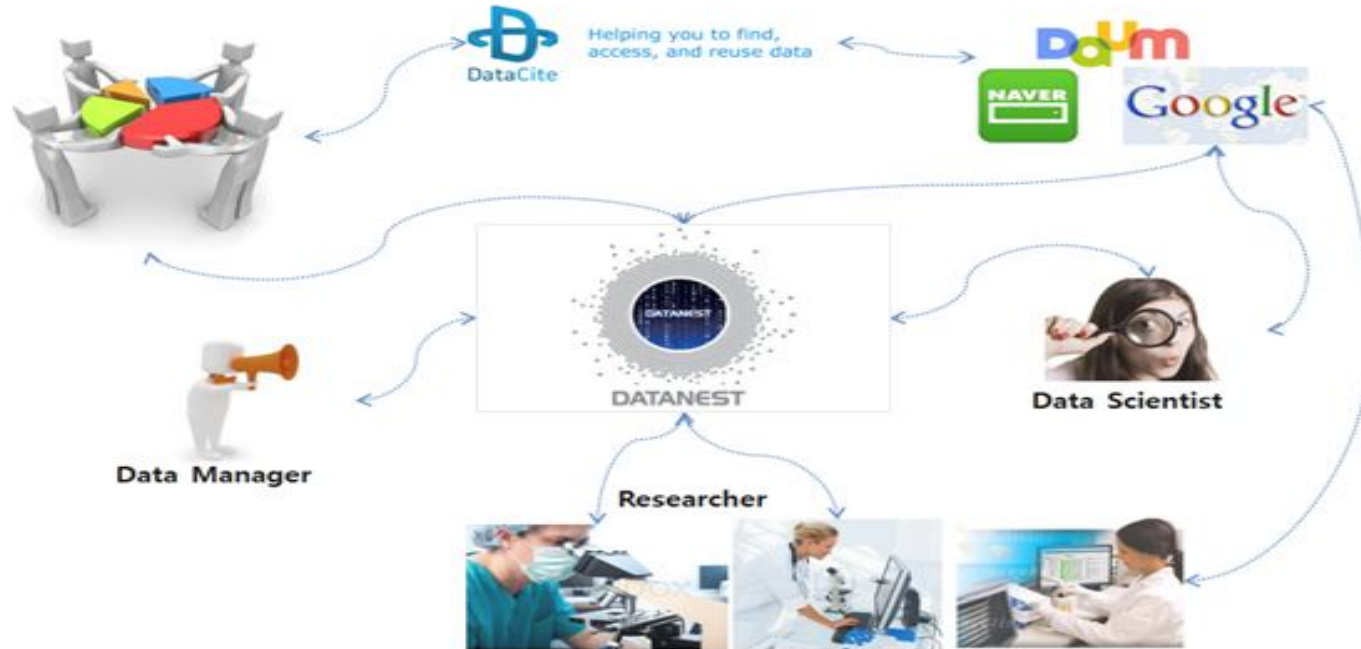 DataCite
Helping you to find,
access, and reuse data
Daum
NAVER
Google
DATANEST
DATANEST
Data Scientist
Data Manager
Researcher